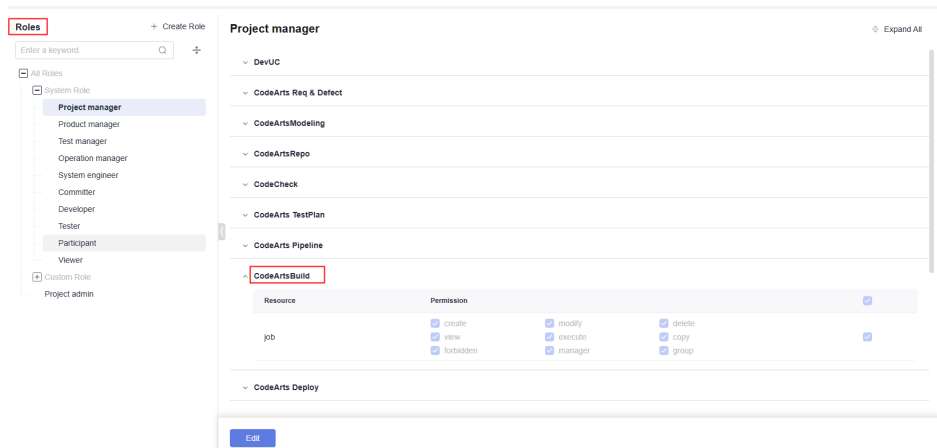 Roles
+ Create Role
Enter a keyword.
All Roles
System Role
Project manager
Product manager
Test manager
Operation manager
System engineer
Committer
Developer
Tester
Participant
Viewer
Custom Role
Project admin
Project manager
Expand All
DevUC
CodeArts Req & Defect
CodeArtsModeling
CodeArtsRepo
CodeCheck
CodeArts TestPlan
CodeArts Pipeline
CodeArtsBuild
Resource Permission
job
create modify delete
view execute copy
forbidden manager group
CodeArts Deploy
Edit